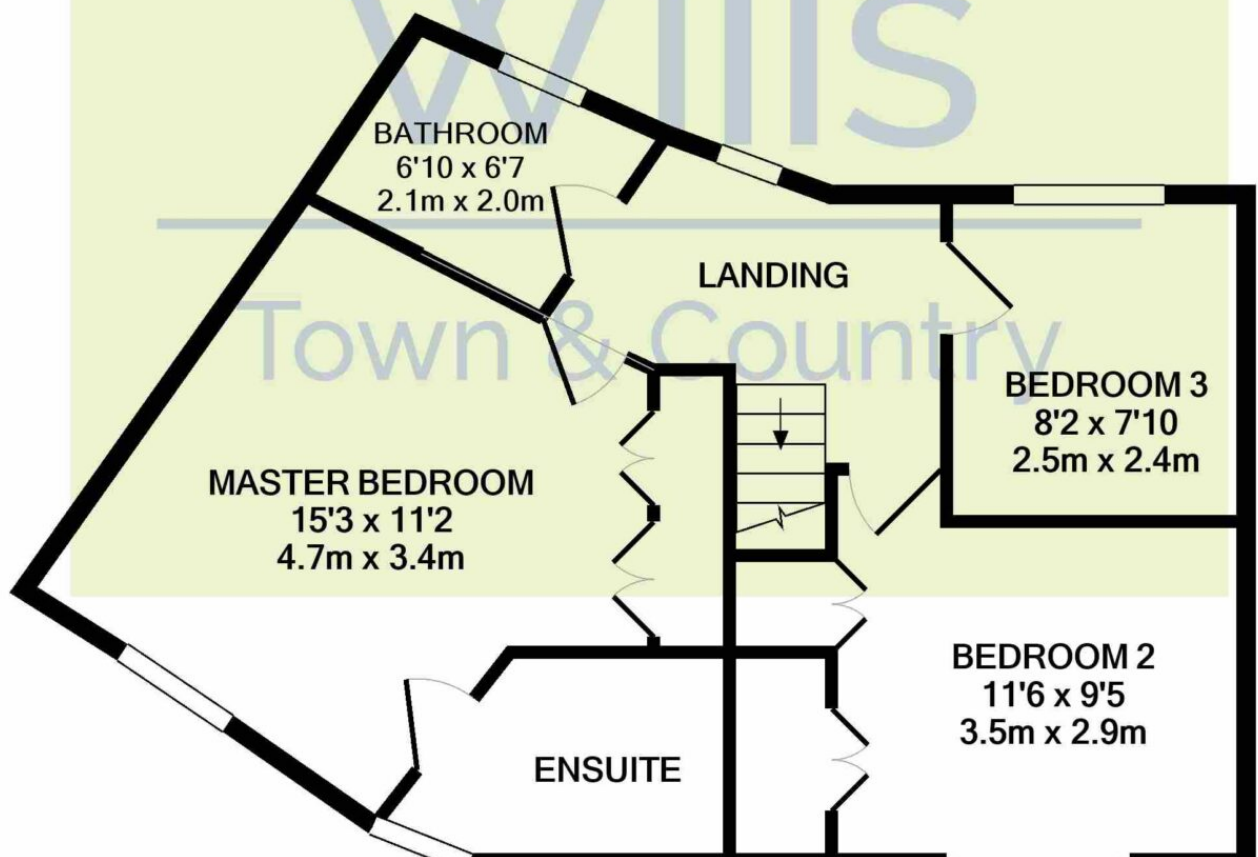 Wills
BATHROOM
6'10 x 6'7
2.1m x 2.0m
LANDING
Town & Country
BEDROOM 3
8'2 x 7'10
2.5m x 2.4m
MASTER BEDROOM
15'3 x 11'2
4.7m x 3.4m
BEDROOM 2
11'6 x 9'5
3.5m x 2.9m
ENSUITE